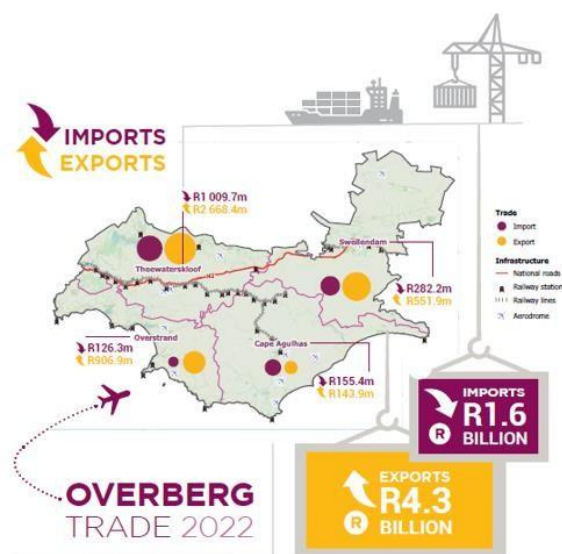 IMPORTS
EXPORTS
R1 009.7m
R2 668.4m
Theewaterskloof
N2
Swellendam
R282.2m
R551.9m
Overstrand
R126.3m
R906.9m
Cape Agulhas
R155.4m
R143.9m
Trade
Import
Export
Infrastructure
National roads
Railway station
Railway lines
Aerodrome
IMPORTS
R1.6
R
BILLION
EXPORTS
R4.3
R
BILLION
OVERBERG
TRADE 2022